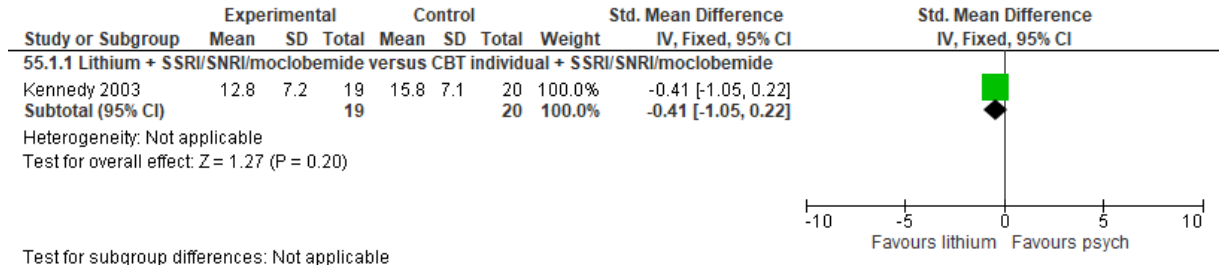 Experimental Control Std. Mean Difference Std. Mean Difference
Study or Subgroup Mean SD Total Mean SD Total Weight IV, Fixed, 95% CI IV, Fixed, 95% CI
55.1.1 Lithium + SSRI/SNRI/moclobemide versus CBT individual + SSRI/SNRI/moclobemide
Kennedy 2003 12.8 7.2 19 15.8 7.1 20 100.0% -0.41 [-1.05, 0.22]
Subtotal (95% CI) 19 20 100.0% -0.41 [-1.05, 0.22]
Heterogeneity: Not applicable
Test for overall effect: Z = 1.27 (P = 0.20)
-10 -5 0 5 10
Favours lithium Favours psych
Test for subgroup differences: Not applicable